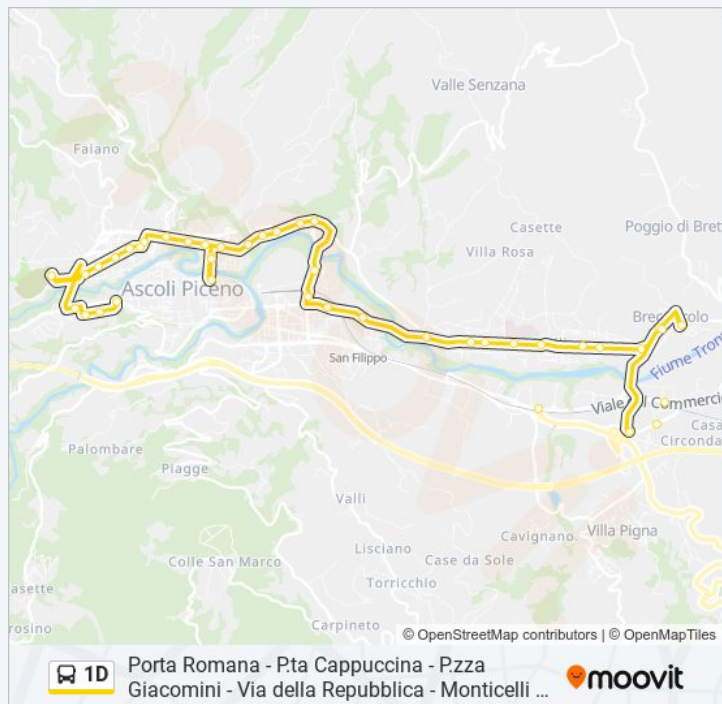 Valle Senzana
Faiano
Casette
Poggio di Bret
Villa Rosa
Ascoli Piceno
San Filippo
Fiume Tron
Viale
Commercio
Casa
Circonda
Palombare
Piagge
Valli
Villa Pigna
Cavignano
Lisciano
Case da Sole
Colle San Marco
Torricchio
asette
Carpineto
rosino
© OpenStreetMap contributors | © OpenMapTiles
1D
Porta Romana - P.ta Cappuccina - P.zza
Giacomini - Via della Repubblica - Monticelli ...
moovit